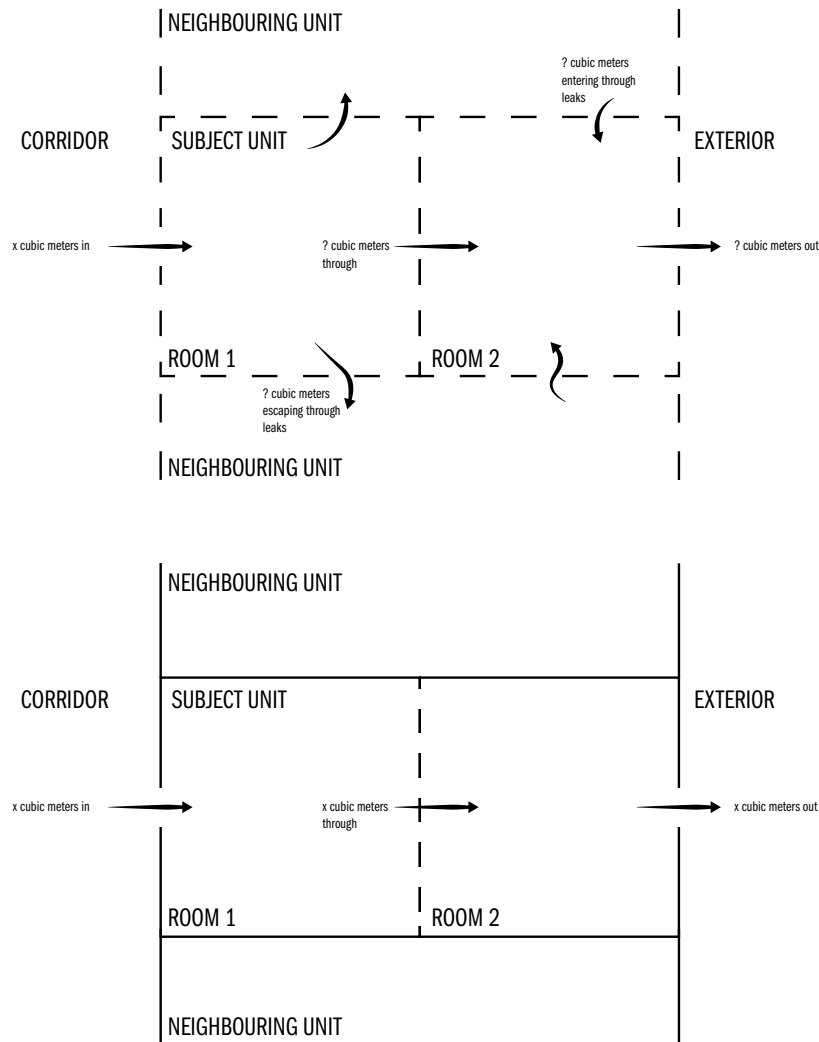 NEIGHBOURING UNIT
? cubic meters
entering through
leaks
CORRIDOR
SUBJECT UNIT
EXTERIOR
x cubic meters in
? cubic meters
through
? cubic meters out
ROOM 1
ROOM 2
? cubic meters
escaping through
leaks
NEIGHBOURING UNIT
NEIGHBOURING UNIT
CORRIDOR
SUBJECT UNIT
EXTERIOR
x cubic meters in
x cubic meters
through
x cubic meters out
ROOM 1
ROOM 2
NEIGHBOURING UNIT